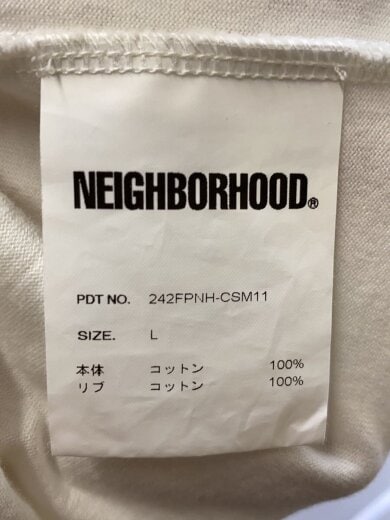 NEIGHBORHOOD®
PDT NO. 242FPNH-CSM11
SIZE. L
本体 コットン 100%
リブ コットン 100%